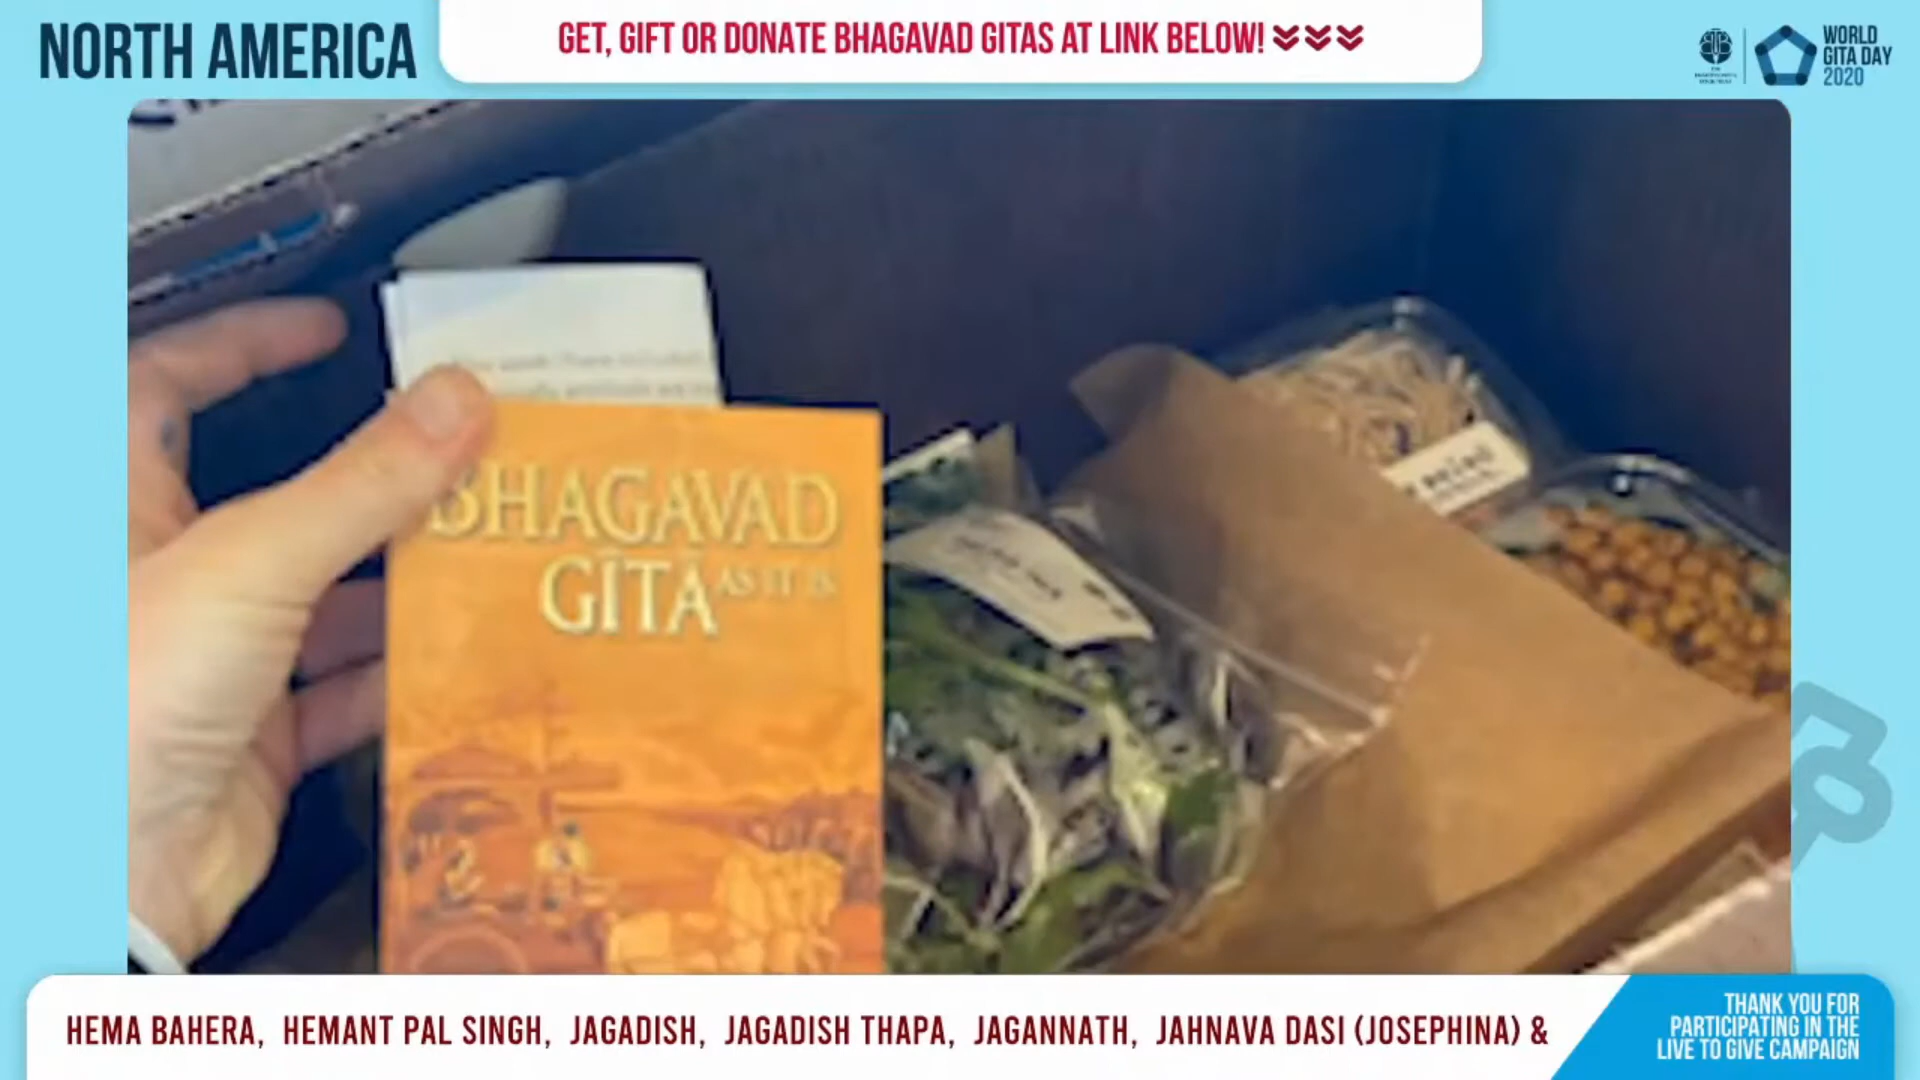 NORTH AMERICA
GET, GIFT OR DONATE BHAGAVAD GITAS AT LINK BELOW!
WORLD
GITA DAY
2020
BHAGAVAD
GĪTĀ AS IT IS
HEMA BAHERA, HEMANT PAL SINGH, JAGADISH, JAGADISH THAPA, JAGANNATH, JAHNAVA DASI (JOSEPHINA) &
THANK YOU FOR
PARTICIPATING IN THE
LIVE TO GIVE CAMPAIGN